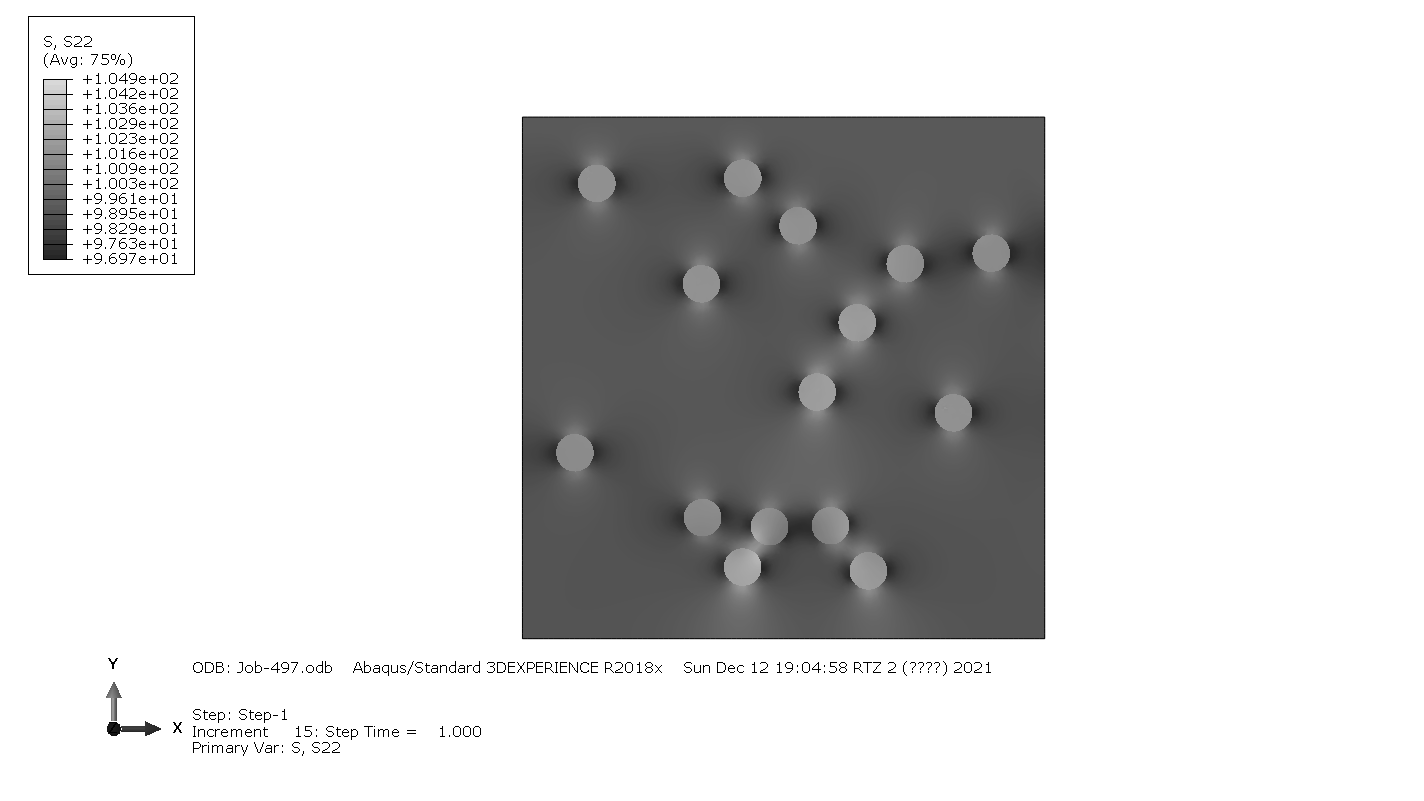 S, S22
(Avg: 75%)
+1.049e+02
+1.042e+02
+1.036e+02
+1.029e+02
+1.023e+02
+1.016e+02
+1.009e+02
+1.003e+02
+9.961e+01
+9.895e+01
+9.829e+01
+9.763e+01
+9.697e+01
Y
X
ODB: Job-497.odb Abaqus/Standard 3DEXPERIENCE R2018x Sun Dec 12 19:04:58 RTZ 2 (????) 2021
Step: Step-1
Increment 15: Step Time = 1.000
Primary Var: S, S22